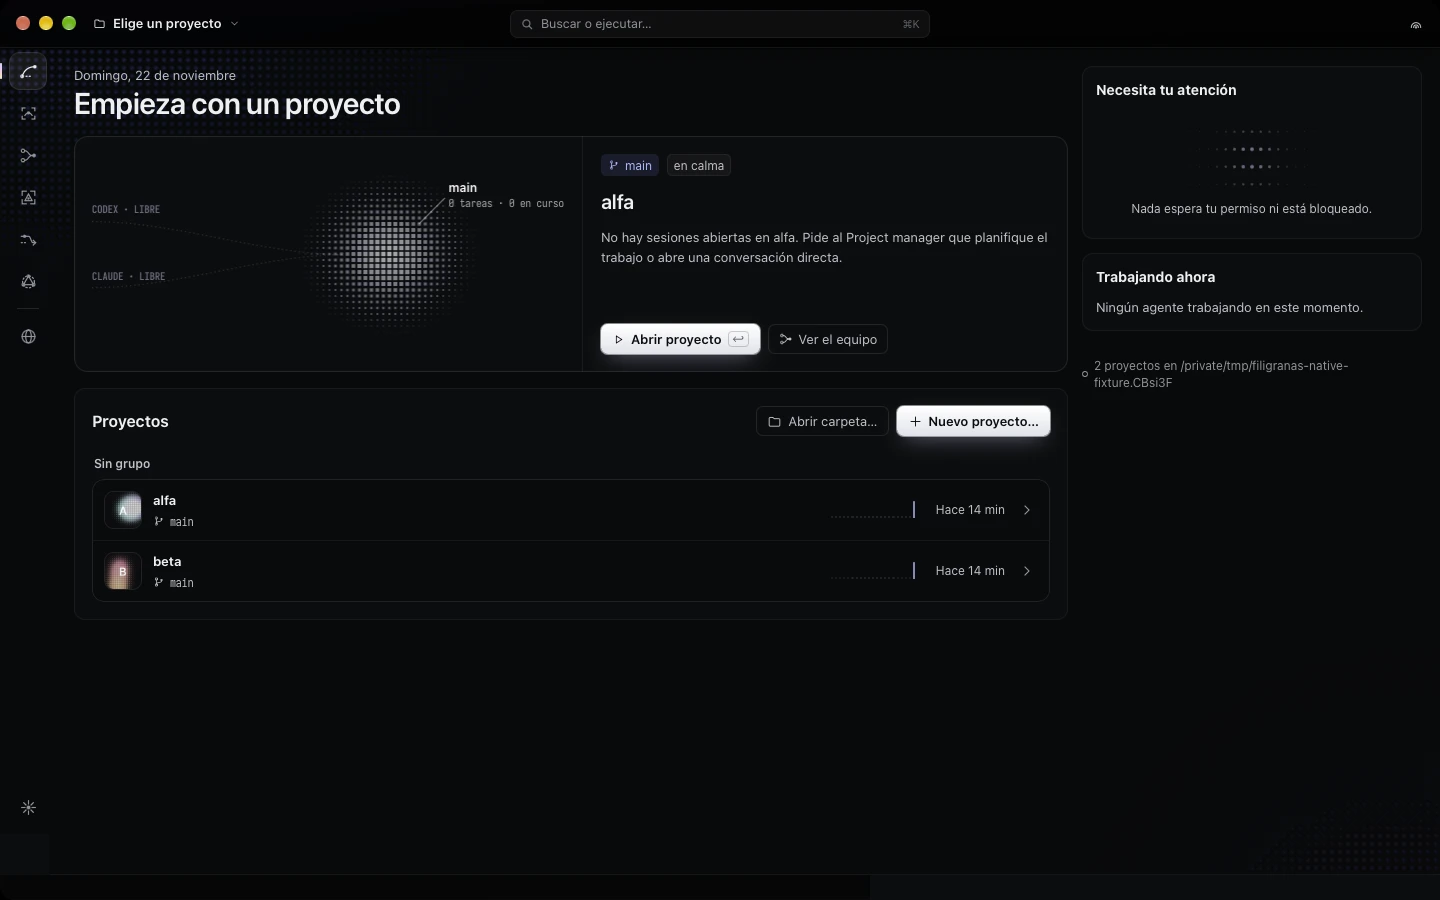 Elige un proyecto
Buscar o ejecutar...
⌘K
Domingo, 22 de noviembre
Empieza con un proyecto
CODEX · LIBRE
CLAUDE · LIBRE
main
0 tareas · 0 en curso
main
en calma
alfa
No hay sesiones abiertas en alfa. Pide al Project manager que planifique el
trabajo o abre una conversación directa.
Abrir proyecto
Ver el equipo
Proyectos
Abrir carpeta...
Nuevo proyecto...
Sin grupo
A
alfa
main
Hace 14 min
B
beta
main
Hace 14 min
Necesita tu atención
Nada espera tu permiso ni está bloqueado.
Trabajando ahora
Ningún agente trabajando en este momento.
2 proyectos en /private/tmp/filigranas-native-
fixture.CBsi3F